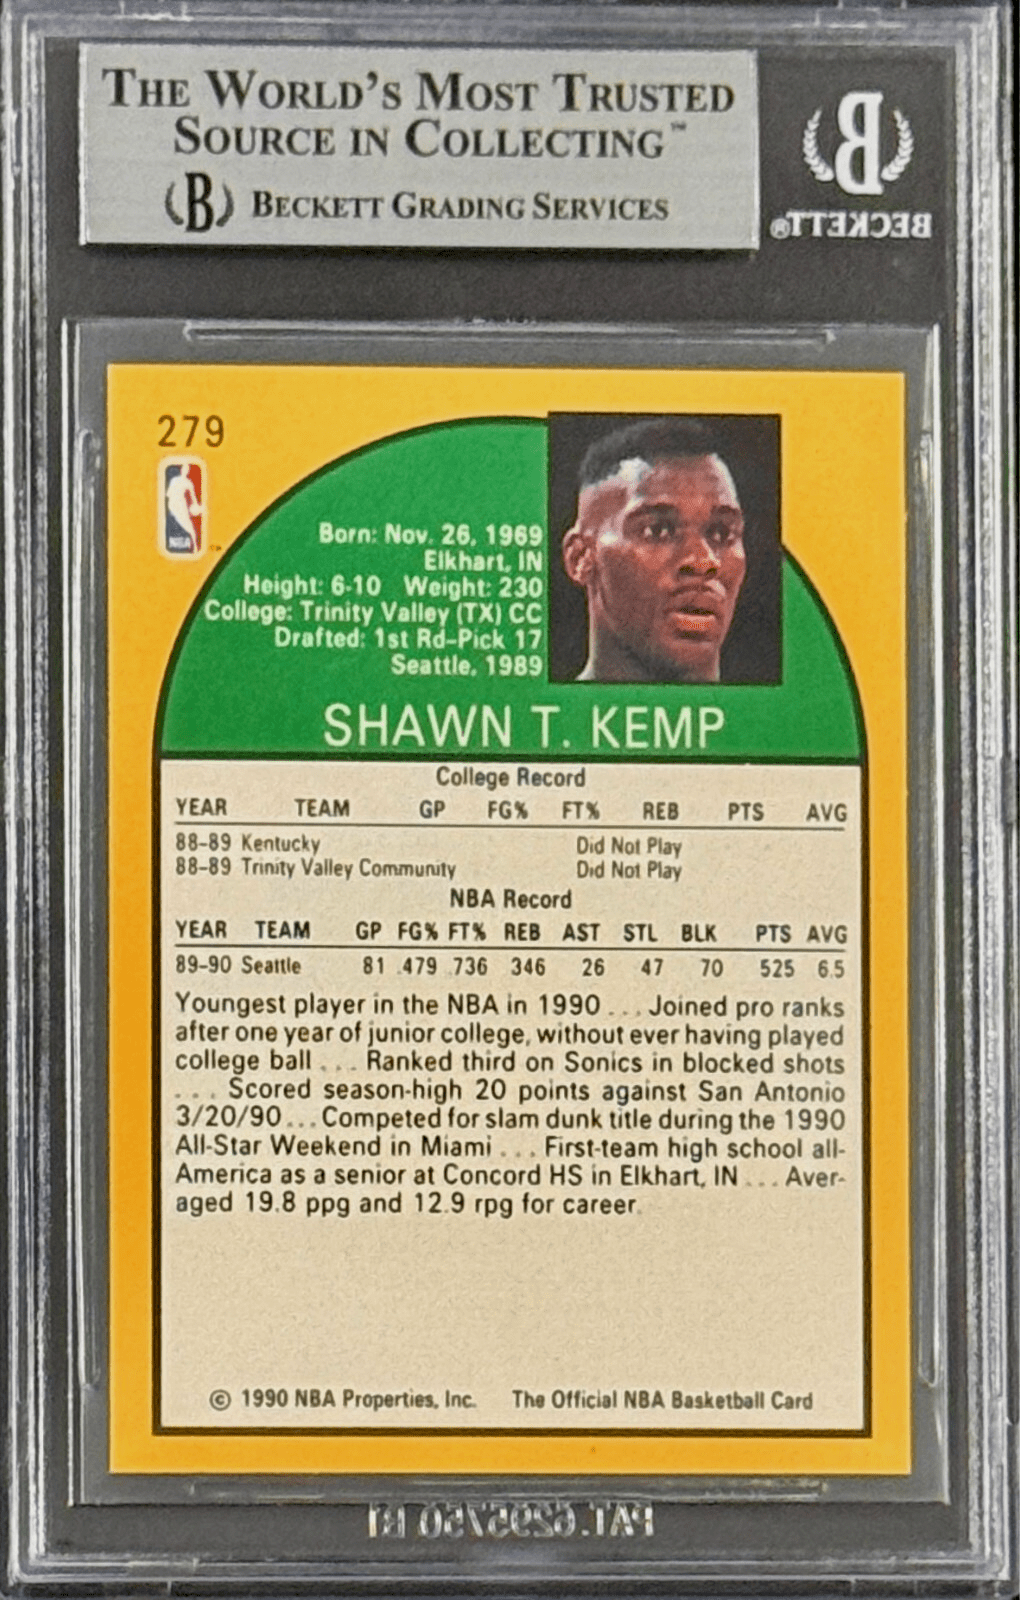 THE WORLD'S MOST TRUSTED
SOURCE IN COLLECTING™
(B) BECKETT GRADING SERVICES
B
BECKETT®
279
NBA
Born: Nov. 26, 1969
Elkhart, IN
Height: 6-10 Weight: 230
College: Trinity Valley (TX) CC
Drafted: 1st Rd-Pick 17
Seattle, 1989
SHAWN T. KEMP
College Record
YEAR TEAM GP FG% FT% REB PTS AVG
88-89 Kentucky Did Not Play
88-89 Trinity Valley Community Did Not Play
NBA Record
YEAR TEAM GP FG% FT% REB AST STL BLK PTS AVG
89-90 Seattle 81 .479 .736 346 26 47 70 525 6.5
Youngest player in the NBA in 1990 . . . Joined pro ranks
after one year of junior college, without ever having played
college ball . . . Ranked third on Sonics in blocked shots
. . . Scored season-high 20 points against San Antonio
3/20/90 . . . Competed for slam dunk title during the 1990
All-Star Weekend in Miami . . . First-team high school all-
America as a senior at Concord HS in Elkhart, IN . . . Aver-
aged 19.8 ppg and 12.9 rpg for career.
© 1990 NBA Properties, Inc. The Official NBA Basketball Card
PAT. 6295750 B1